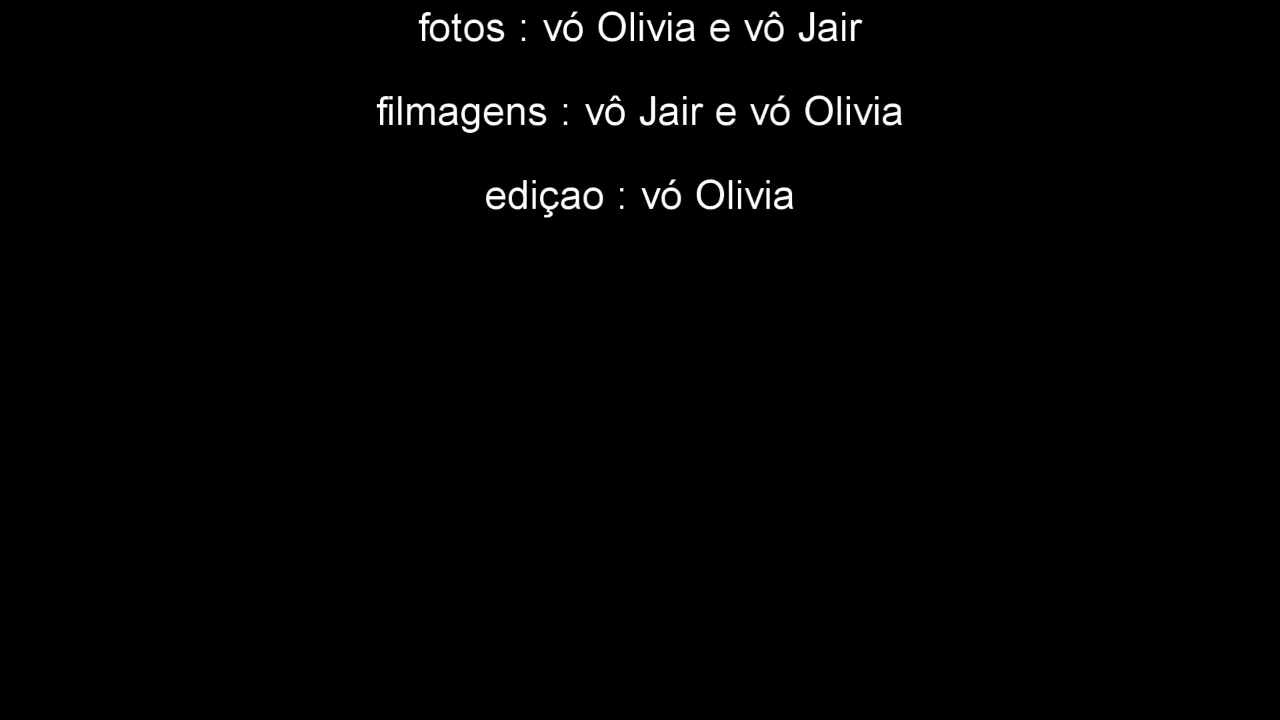 fotos : vó Olivia e vô Jair
filmagens : vô Jair e vó Olivia
ediçao : vó Olivia